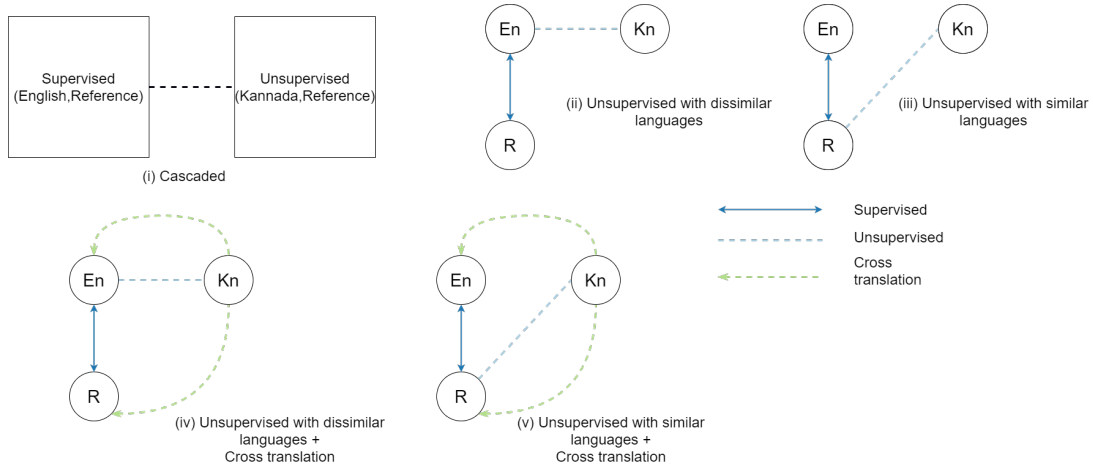 Supervised
(English,Reference)
Unsupervised
(Kannada,Reference)
(i) Cascaded
En
Kn
R
(ii) Unsupervised with dissimilar
languages
En
Kn
R
(iii) Unsupervised with similar
languages
Supervised
Unsupervised
Cross
translation
En
Kn
R
(iv) Unsupervised with dissimilar
languages +
Cross translation
En
Kn
R
(v) Unsupervised with similar
languages +
Cross translation